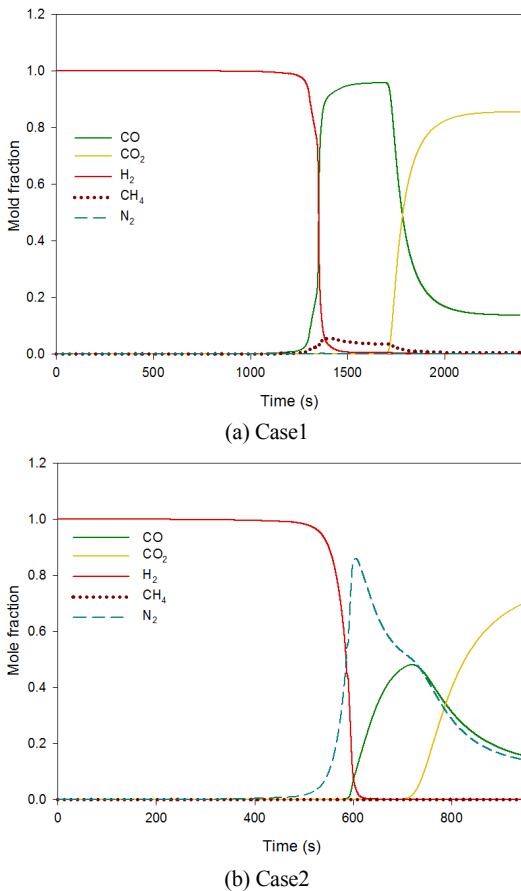 1.2
1.0
0.8
0.6
0.4
0.2
0.0
Mold fraction
CO
CO₂
H₂
CH₄
N₂
0 500 1000 1500 2000
Time (s)
(a) Case1
1.2
1.0
0.8
0.6
0.4
0.2
0.0
Mole fraction
CO
CO₂
H₂
CH₄
N₂
0 200 400 600 800
Time (s)
(b) Case2